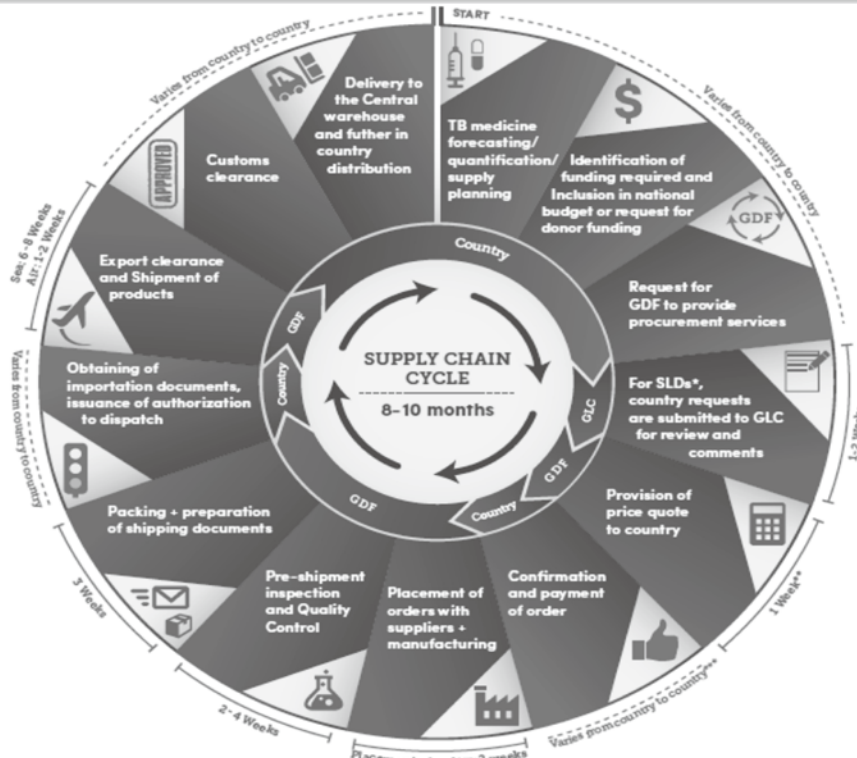 START
Varies from country to country
TB medicine
forecasting/
quantification/
supply
planning
$
Identification of
funding required and
Inclusion in national
budget or request for
donor funding
Varies from country to country
GDF
Request for
GDF to provide
procurement services
For SLDs*,
country requests
are submitted to GLC
for review and
comments
Provision of
price quote
to country
1 Week**
Confirmation
and payment
of order
Varies from country to country***
Placement of
orders with
suppliers +
manufacturing
weeks
Pre-shipment
inspection
and Quality
Control
2-4 Weeks
Packing + preparation
of shipping documents
3 Weeks
Obtaining of
importation documents,
issuance of authorization
to dispatch
Varies from country to country
Export clearance
and Shipment of
products
Sea: 6-8 Weeks
Air: 1-2 Weeks
APPROVED
Customs
clearance
Delivery to
the Central
warehouse
and futher in
country
distribution
Country
GLC
GDF
Country
GDF
Country
GDF
SUPPLY CHAIN
CYCLE
8-10 months